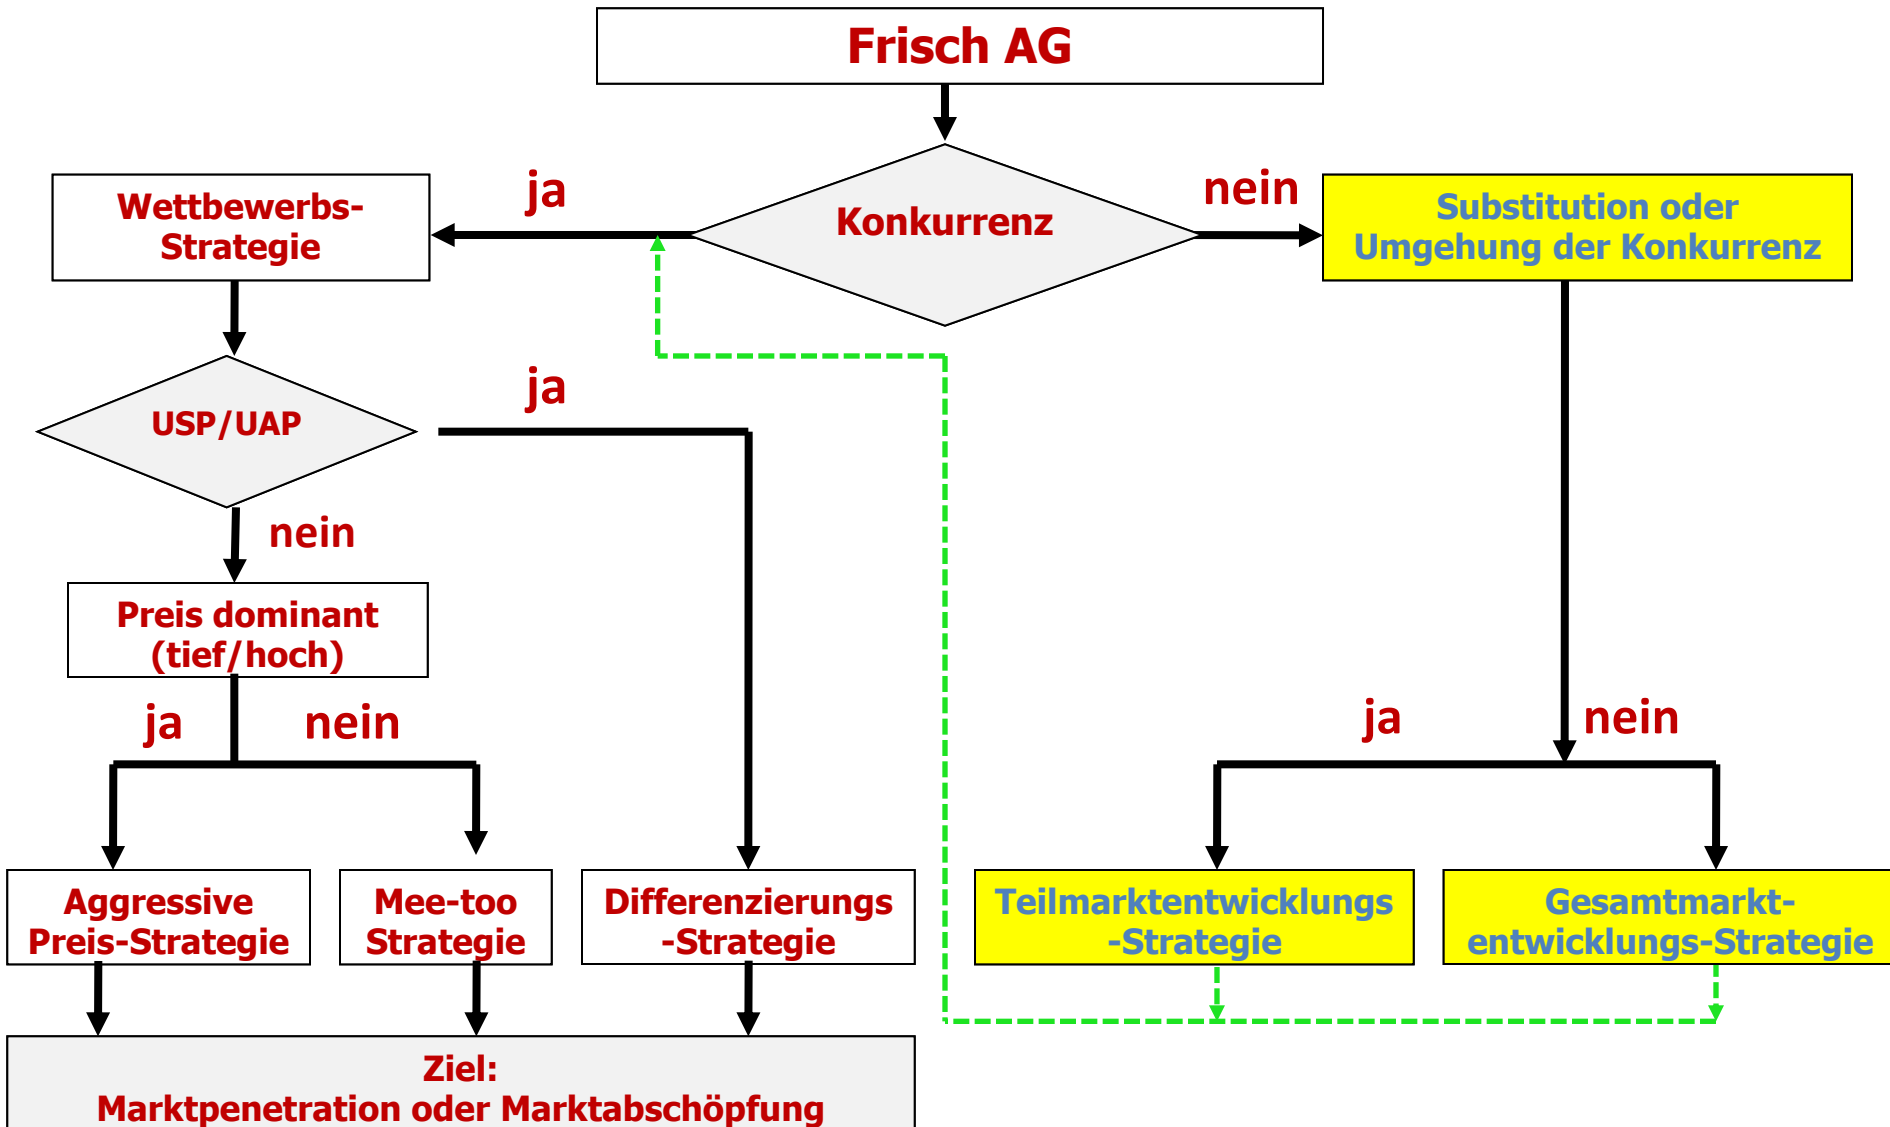 Frisch AG
Wettbewerbs-
Strategie
ja
Konkurrenz
nein
Substitution oder
Umgehung der Konkurrenz
USP/UAP
ja
nein
Preis dominant
(tief/hoch)
ja
nein
ja
nein
Aggressive
Preis-Strategie
Mee-too
Strategie
Differenzierungs
-Strategie
Teilmarktentwicklungs
-Strategie
Gesamtmarkt-
entwicklungs-Strategie
Ziel:
Marktpenetration oder Marktabschöpfung